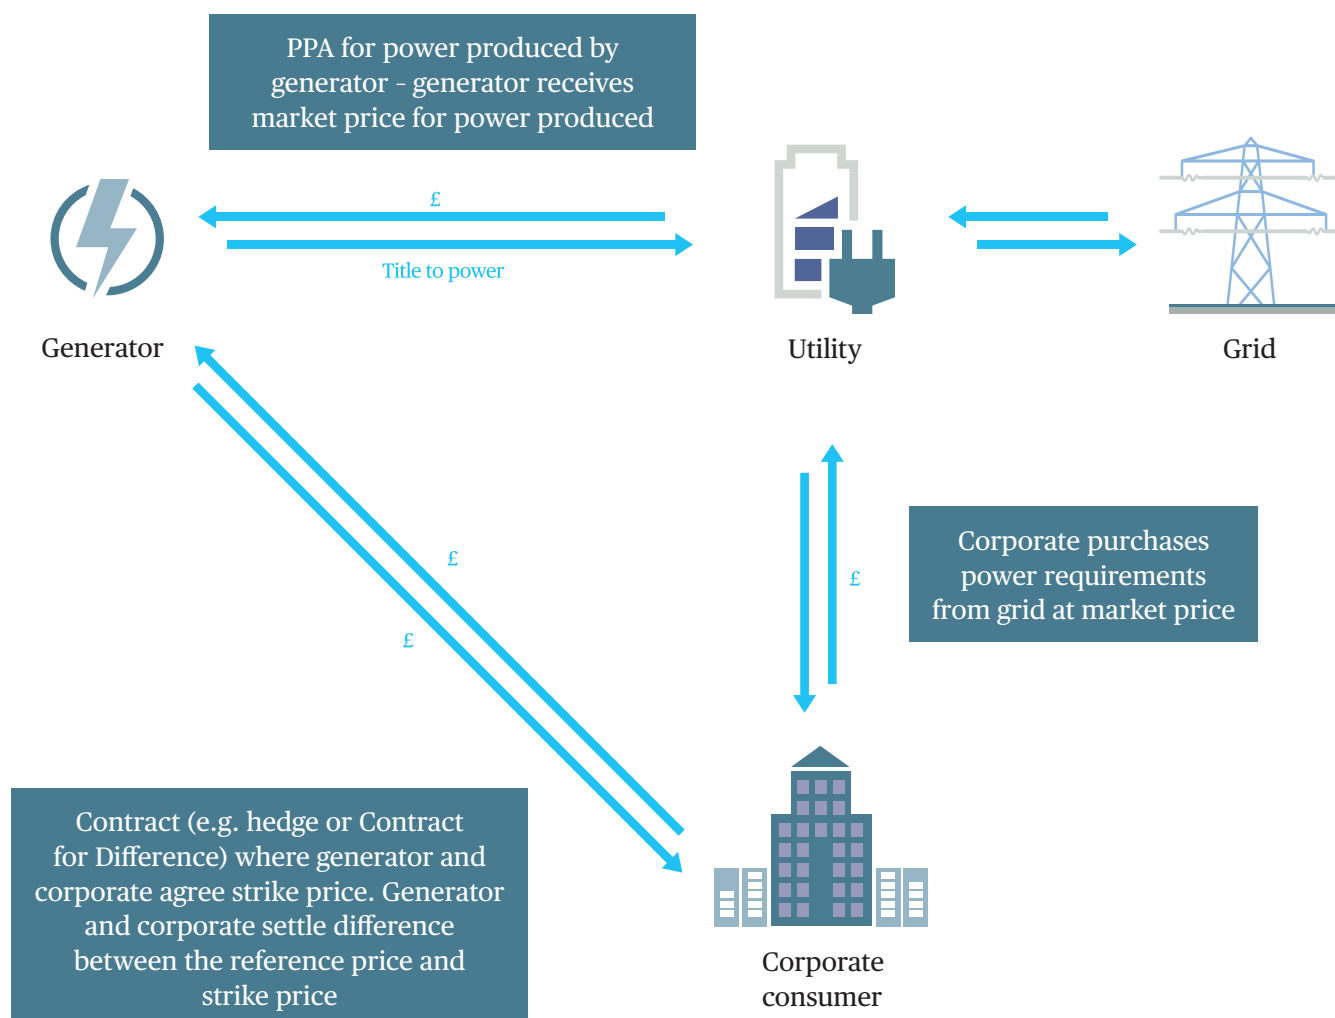 PPA for power produced by
generator – generator receives
market price for power produced
£
Title to power
Generator
Utility
Grid
£
£
£
Corporate purchases
power requirements
from grid at market price
Contract (e.g. hedge or Contract
for Difference) where generator and
corporate agree strike price. Generator
and corporate settle difference
between the reference price and
strike price
Corporate
consumer